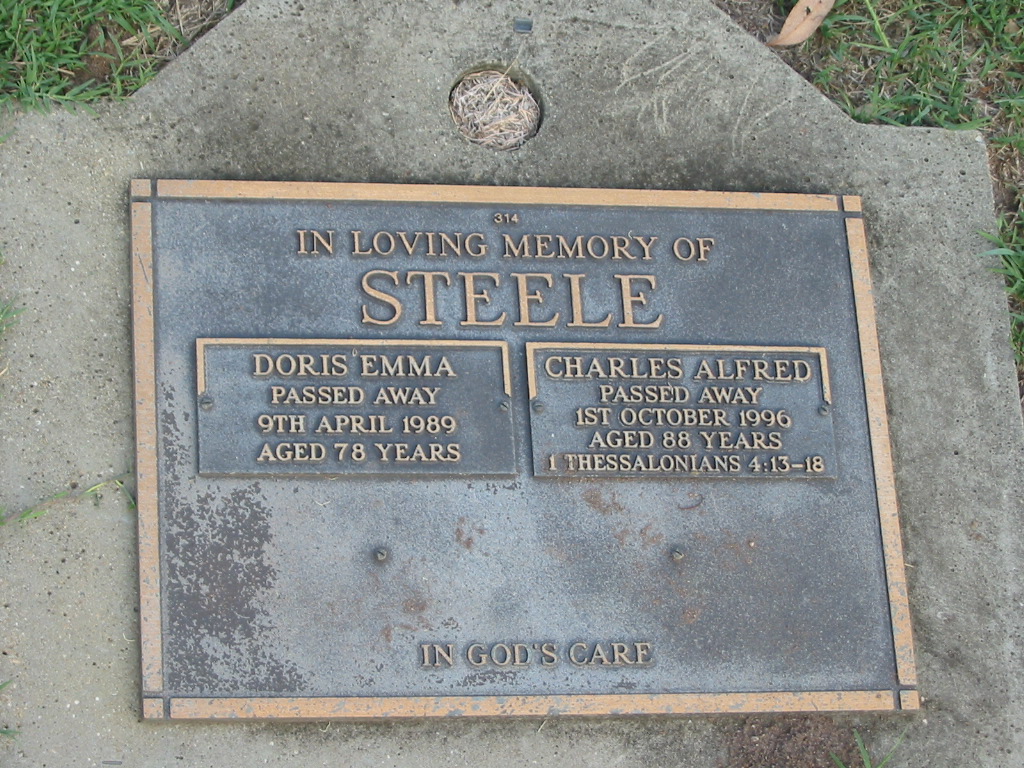 314
IN LOVING MEMORY OF
STEELE
DORIS EMMA
PASSED AWAY
9TH APRIL 1989
AGED 78 YEARS
CHARLES ALFRED
PASSED AWAY
1ST OCTOBER 1996
AGED 88 YEARS
1 THESSALONIANS 4:13-18
IN GOD'S CARE